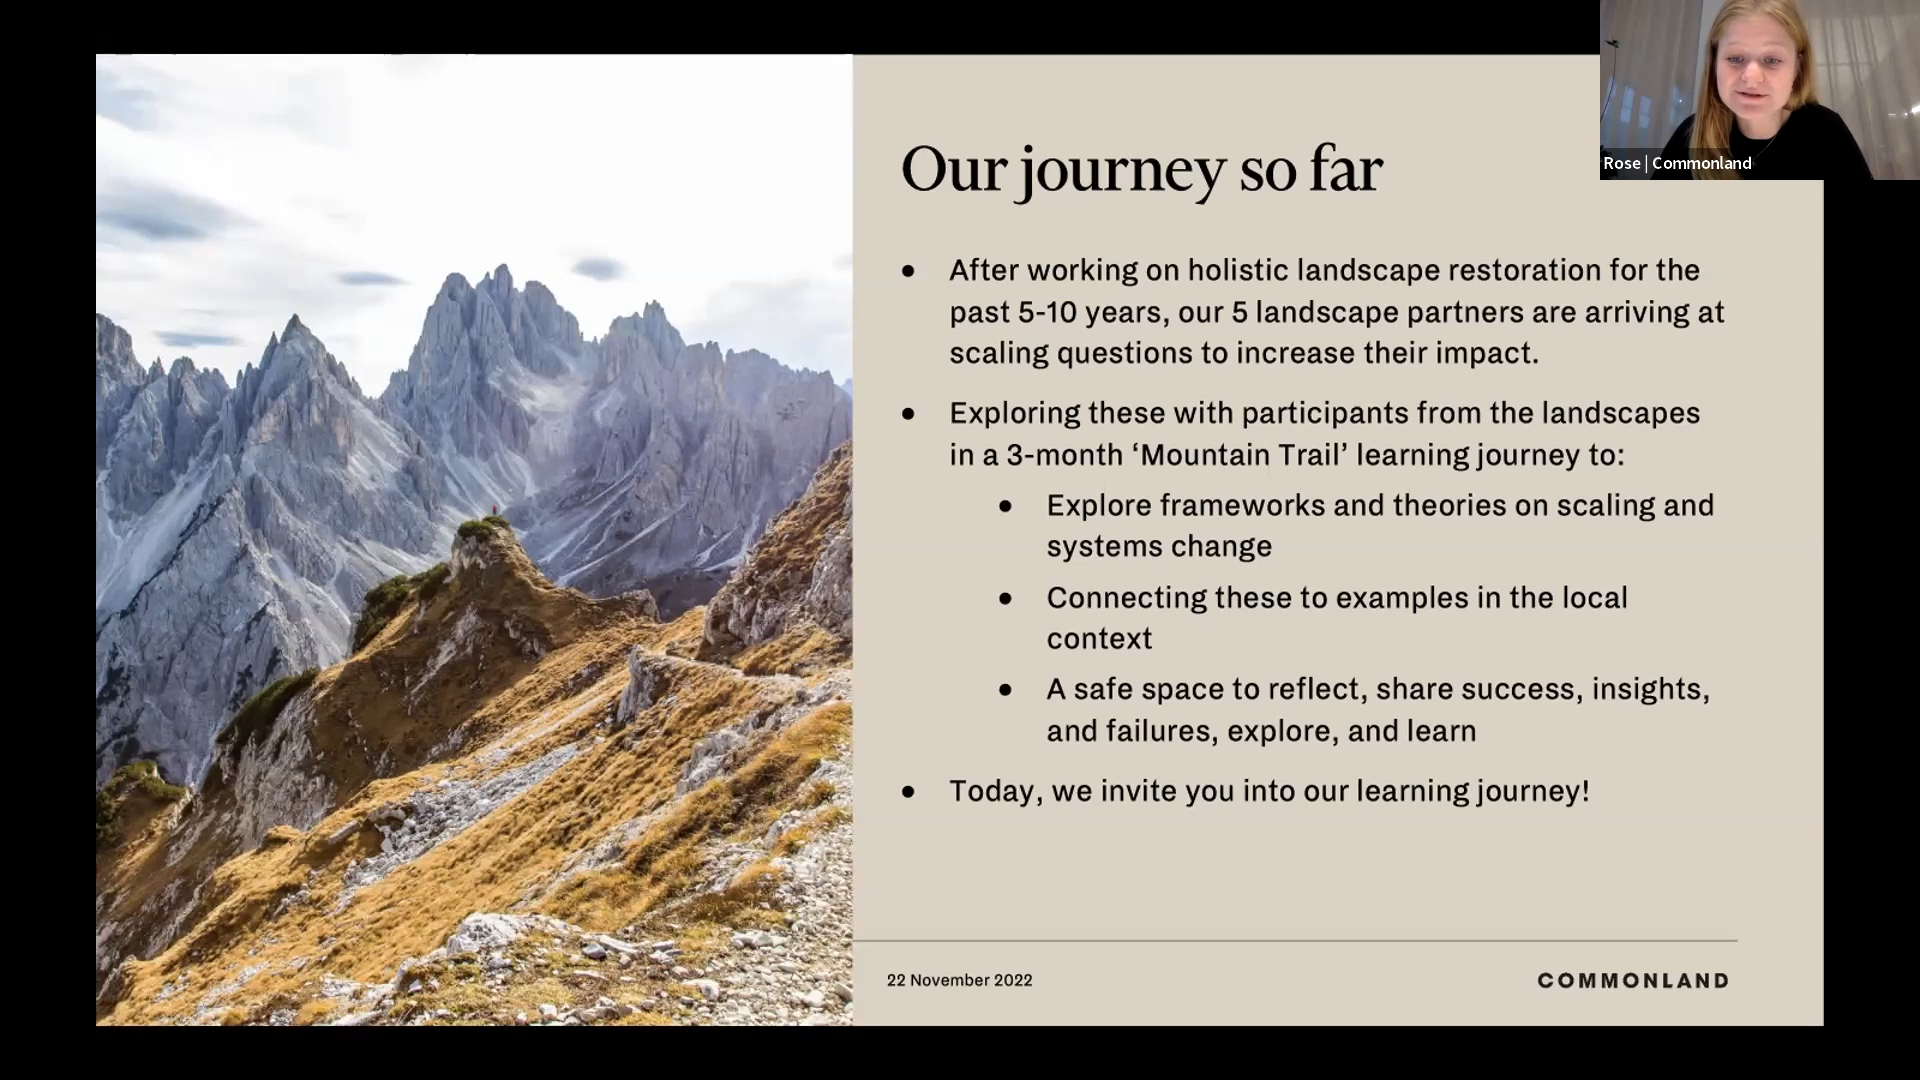 Rose | Commonland
Our journey so far
• After working on holistic landscape restoration for the
past 5-10 years, our 5 landscape partners are arriving at
scaling questions to increase their impact.
• Exploring these with participants from the landscapes
in a 3-month ‘Mountain Trail’ learning journey to:
• Explore frameworks and theories on scaling and
systems change
• Connecting these to examples in the local
context
• A safe space to reflect, share success, insights,
and failures, explore, and learn
• Today, we invite you into our learning journey!
22 November 2022
COMMONLAND